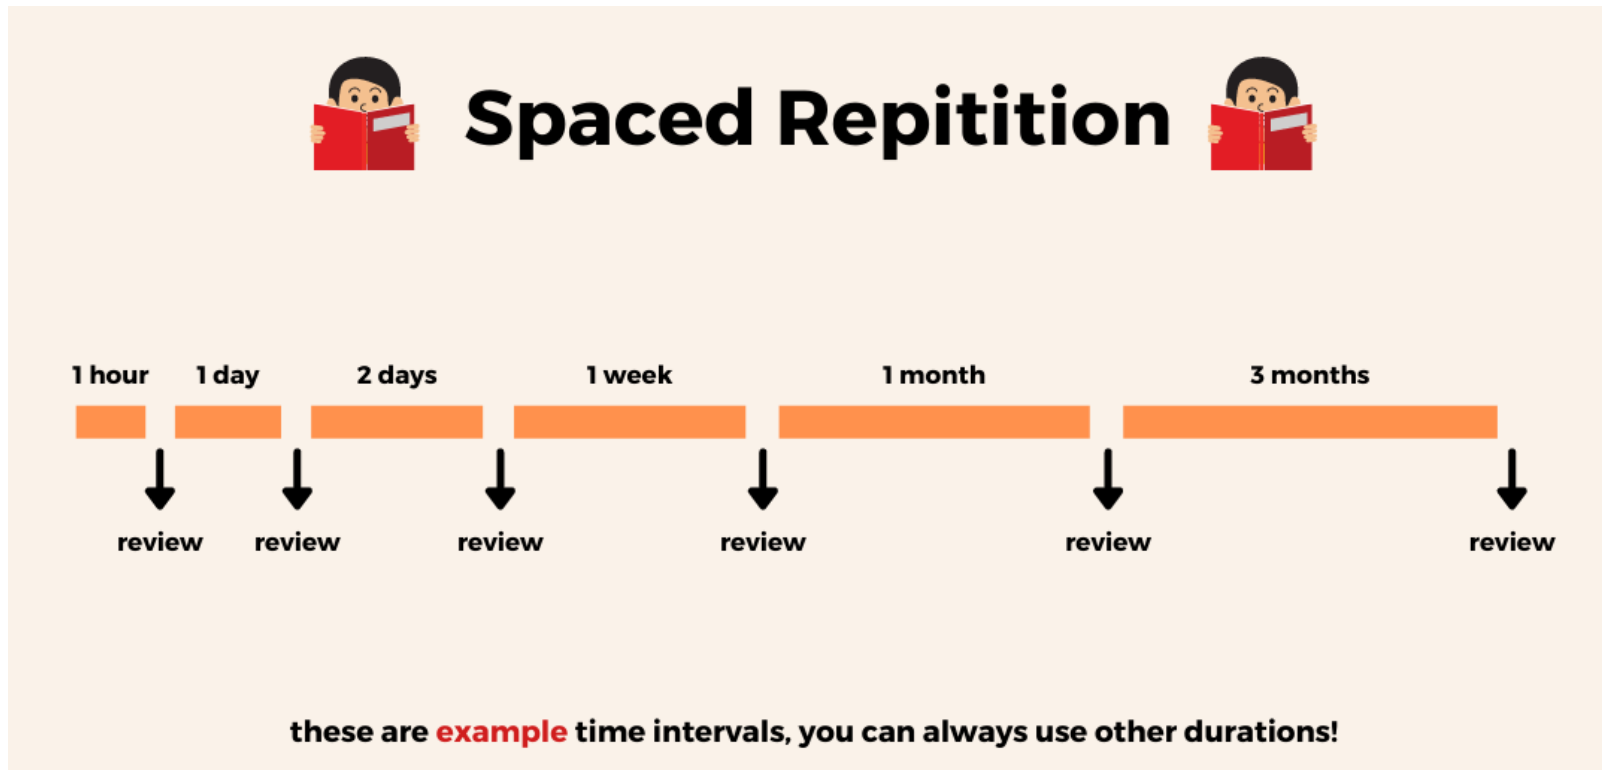 Spaced Repitition
1 hour 1 day 2 days 1 week 1 month 3 months
review review review review review review
these are example time intervals, you can always use other durations!